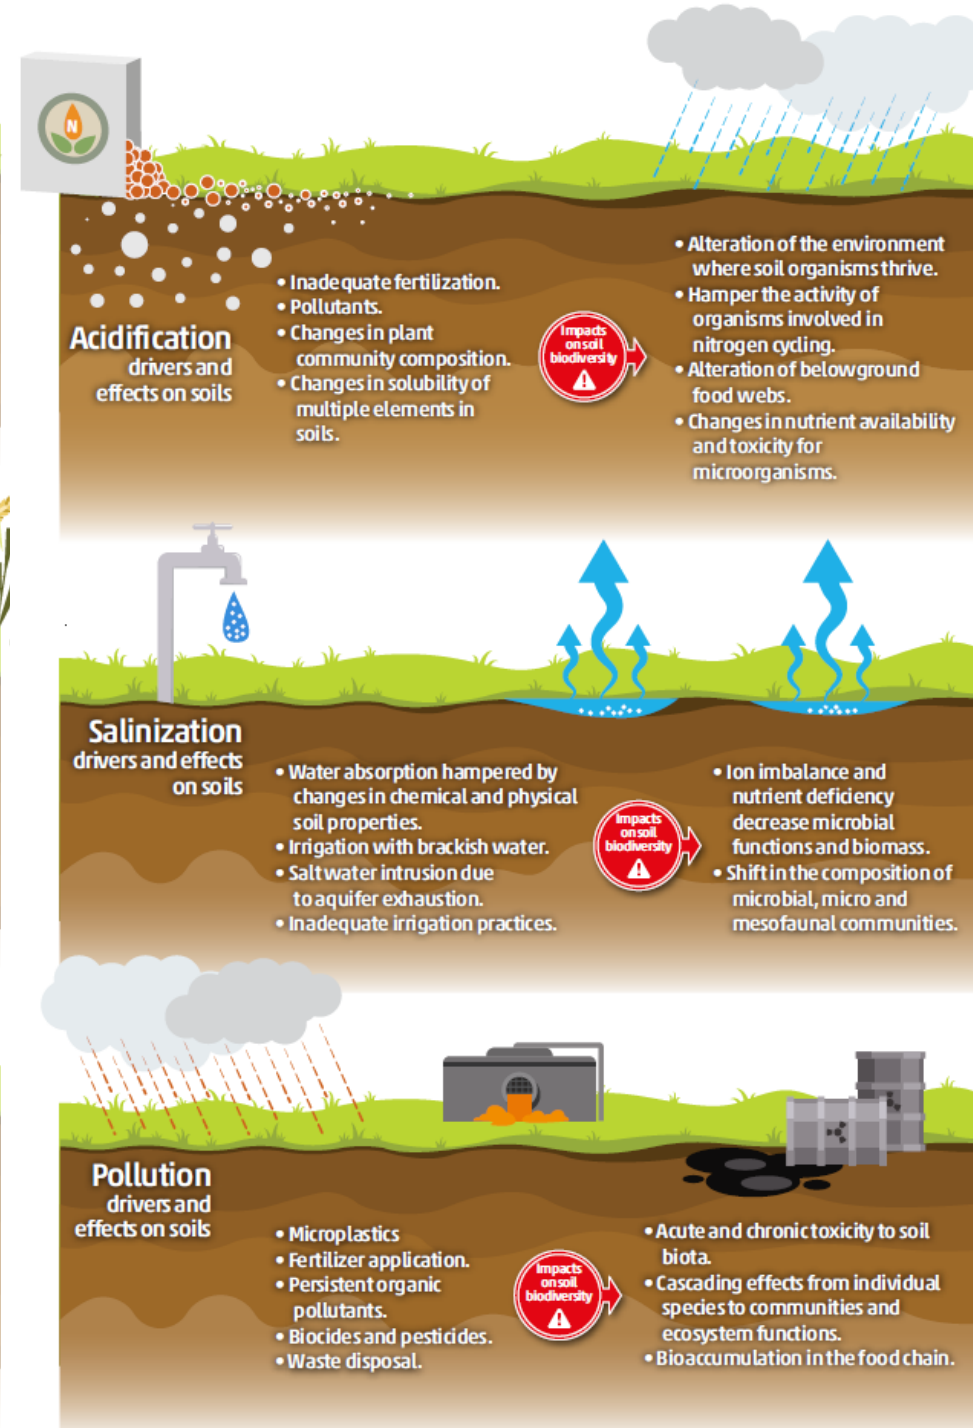 N
Acidification
drivers and
effects on soils
• Inadequate fertilization.
• Pollutants.
• Changes in plant
community composition.
• Changes in solubility of
multiple elements in
soils.
Impacts
on soil
biodiversity
• Alteration of the environment
where soil organisms thrive.
• Hamper the activity of
organisms involved in
nitrogen cycling.
• Alteration of belowground
food webs.
• Changes in nutrient availability
and toxicity for
microorganisms.
Salinization
drivers and effects
on soils
• Water absorption hampered by
changes in chemical and physical
soil properties.
• Irrigation with brackish water.
• Salt water intrusion due
to aquifer exhaustion.
• Inadequate irrigation practices.
Impacts
on soil
biodiversity
• Ion imbalance and
nutrient deficiency
decrease microbial
functions and biomass.
• Shift in the composition of
microbial, micro and
mesofaunal communities.
Pollution
drivers and
effects on soils
• Microplastics
• Fertilizer application.
• Persistent organic
pollutants.
• Biocides and pesticides.
• Waste disposal.
Impacts
on soil
biodiversity
• Acute and chronic toxicity to soil
biota.
• Cascading effects from individual
species to communities and
ecosystem functions.
• Bioaccumulation in the food chain.